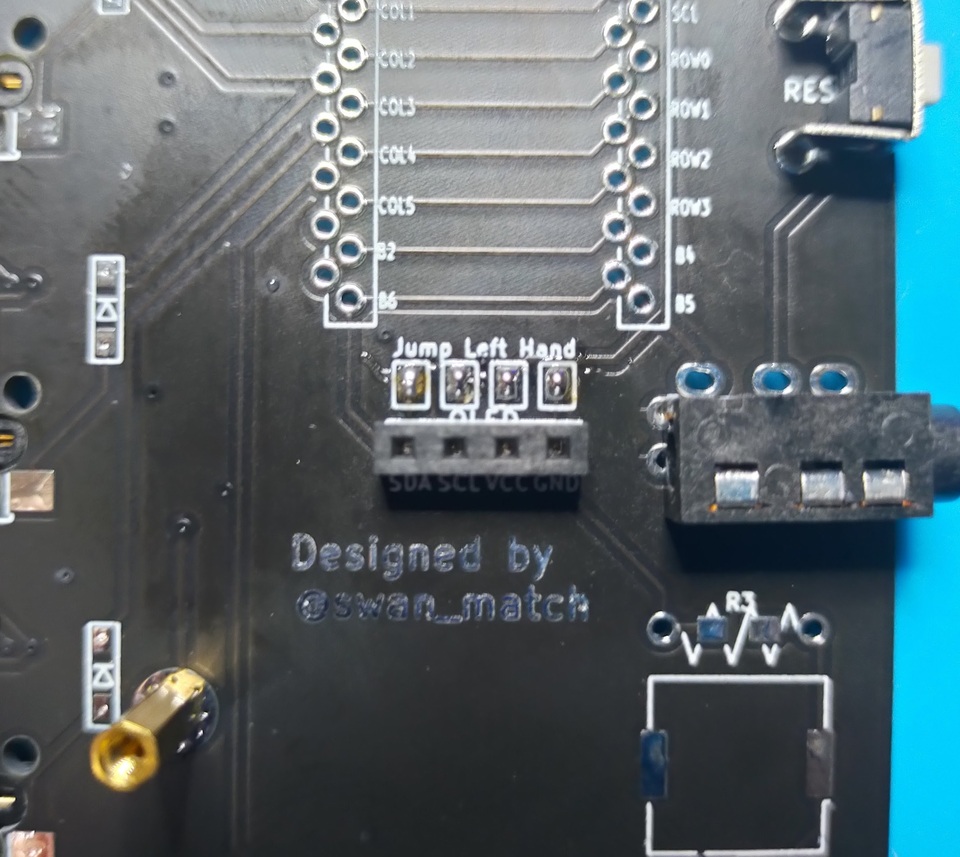 COL1
SCL
COL2
ROW0
RES
COL3
ROW1
COL4
ROW2
COL5
ROW3
B2
B4
B6
B5
Jump Left Hand
OLED
SDA SCL VCC GND
Designed by
@swan_match
R3